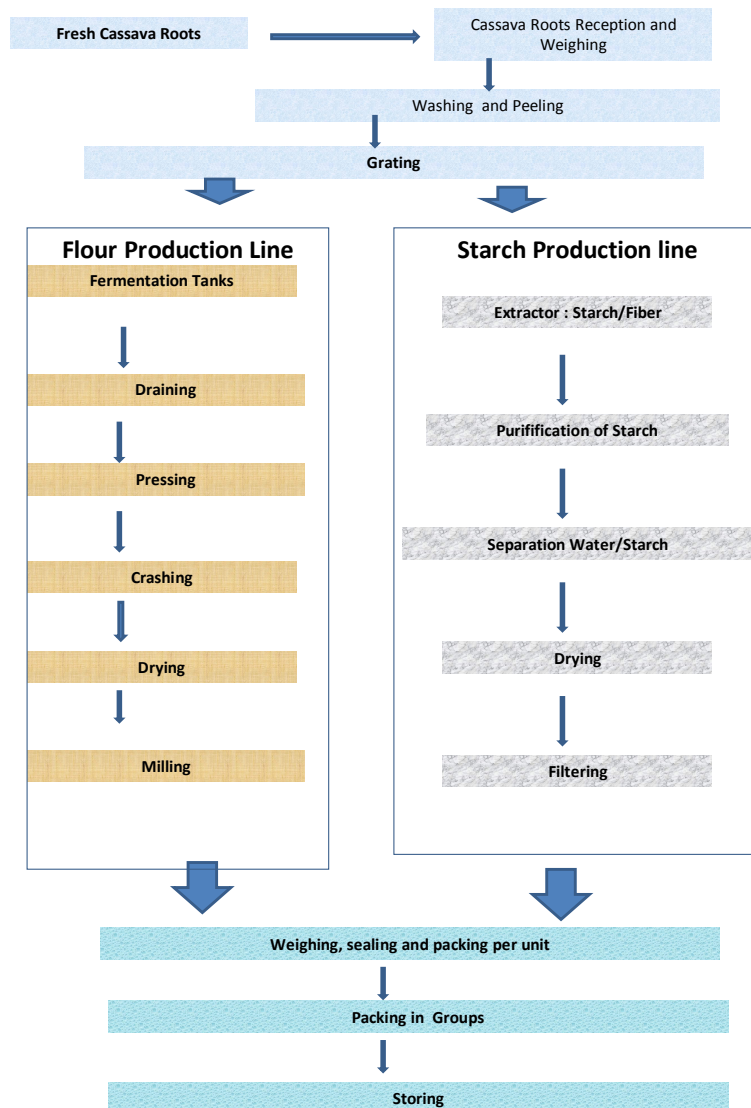 Fresh Cassava Roots
Cassava Roots Reception and
Weighing
Washing and Peeling
Grating
Flour Production Line
Fermentation Tanks
Draining
Pressing
Crashing
Drying
Milling
Starch Production line
Extractor : Starch/Fiber
Purifification of Starch
Separation Water/Starch
Drying
Filtering
Weighing, sealing and packing per unit
Packing in Groups
Storing